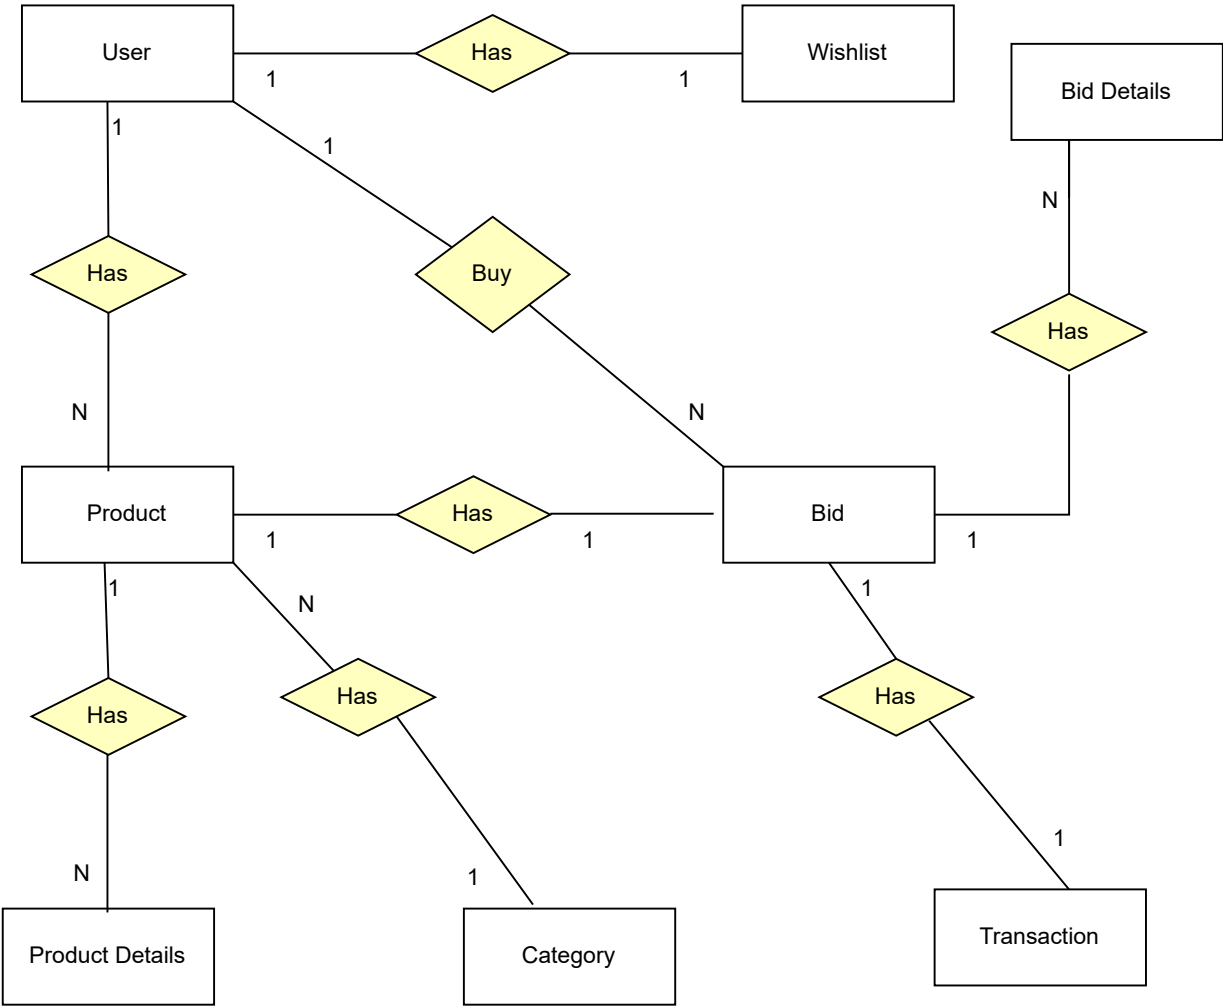 User
Has
Wishlist
1
1
Bid Details
1
1
N
Has
Buy
Has
N
N
Product
Has
Bid
1
1
1
1
N
1
Has
Has
Has
N
1
1
Product Details
Category
Transaction